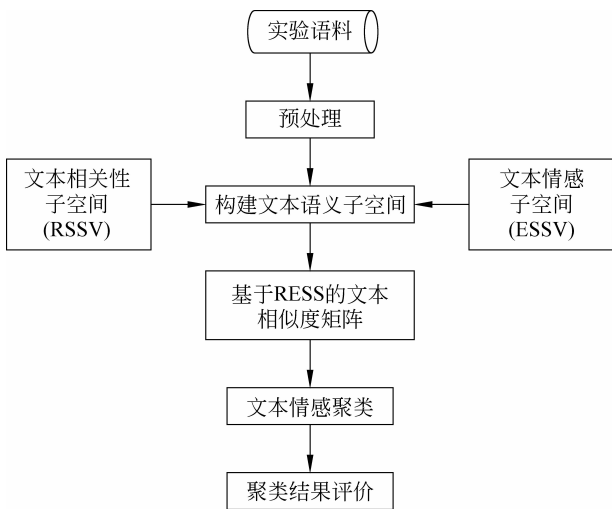 实验语料
预处理
文本相关性
子空间
(RSSV)
构建文本语义子空间
文本情感
子空间
(ESSV)
基于RESS的文本
相似度矩阵
文本情感聚类
聚类结果评价